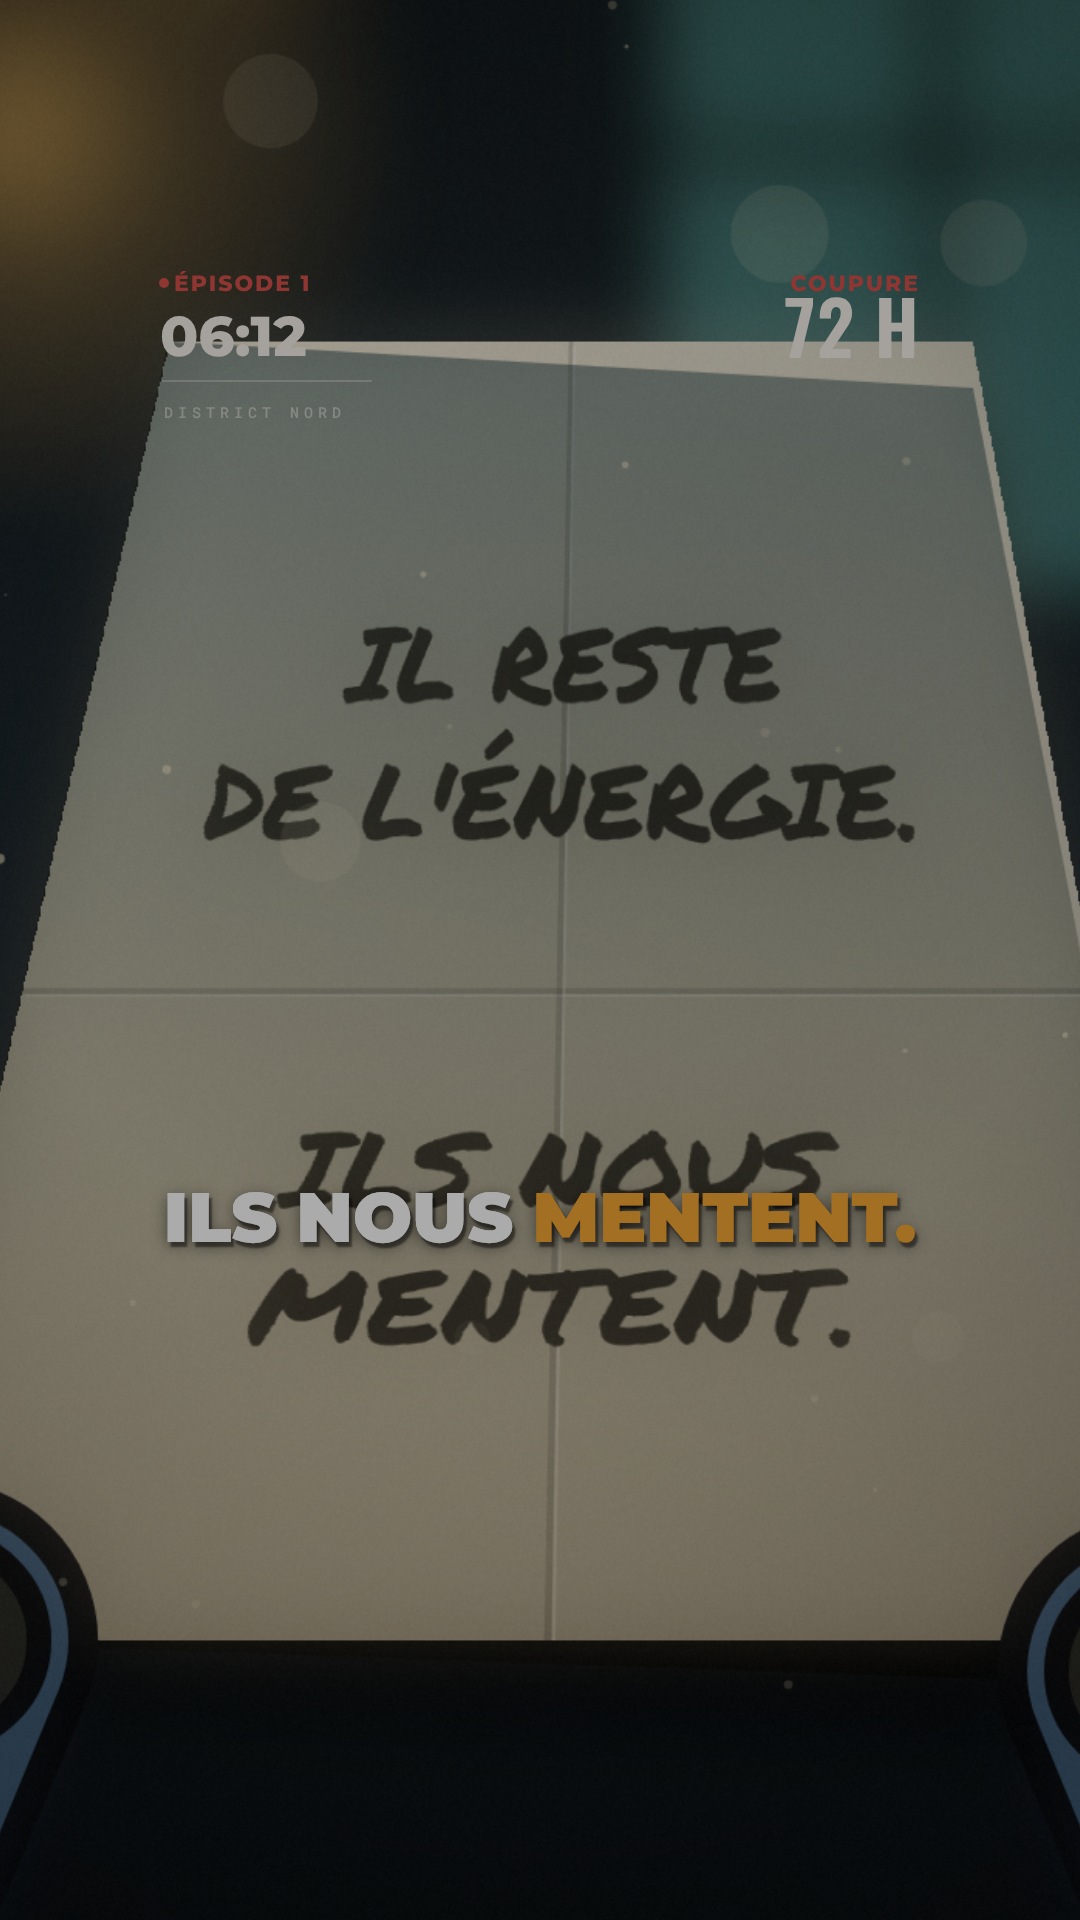 ÉPISODE 1
06:12
DISTRICT NORD
COUPURE
72 H
IL RESTE
DE L'ÉNERGIE.
ILS NOUS
ILS NOUS MENTENT.
MENTENT.